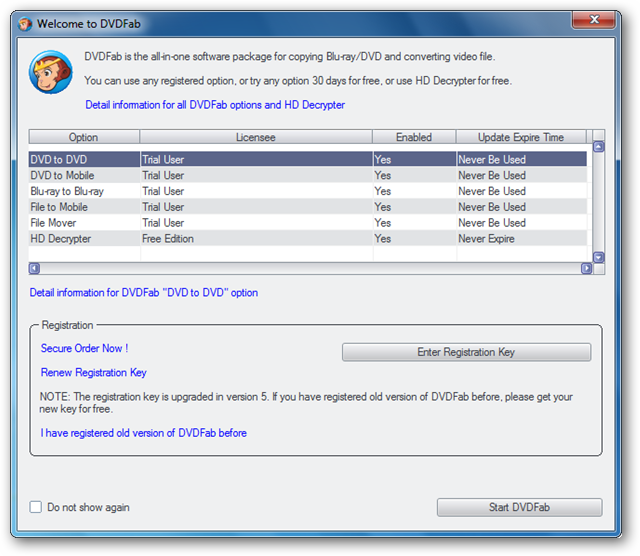 Welcome to DVDFab
DVDFab is the all-in-one software package for copying Blu-ray/DVD and converting video file.
You can use any registered option, or try any option 30 days for free, or use HD Decrypter for free.
Detail information for all DVDFab options and HD Decrypter
Option Licensee Enabled Update Expire Time
DVD to DVD Trial User Yes Never Be Used
DVD to Mobile Trial User Yes Never Be Used
Blu-ray to Blu-ray Trial User Yes Never Be Used
File to Mobile Trial User Yes Never Be Used
File Mover Trial User Yes Never Be Used
HD Decrypter Free Edition Yes Never Expire
Detail information for DVDFab "DVD to DVD" option
Registration
Secure Order Now !
Enter Registration Key
Renew Registration Key
NOTE: The registration key is upgraded in version 5. If you have registered old version of DVDFab before, please get your
new key for free.
I have registered old version of DVDFab before
Do not show again
Start DVDFab